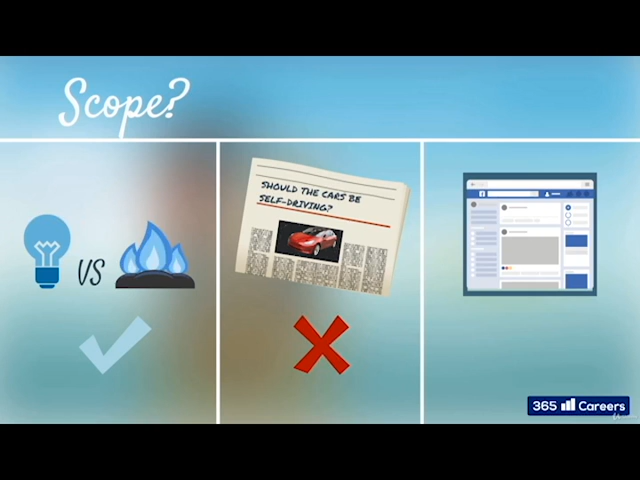 Scope?
VS
SHOULD THE CARS BE
SELF-DRIVING?
365 Careers